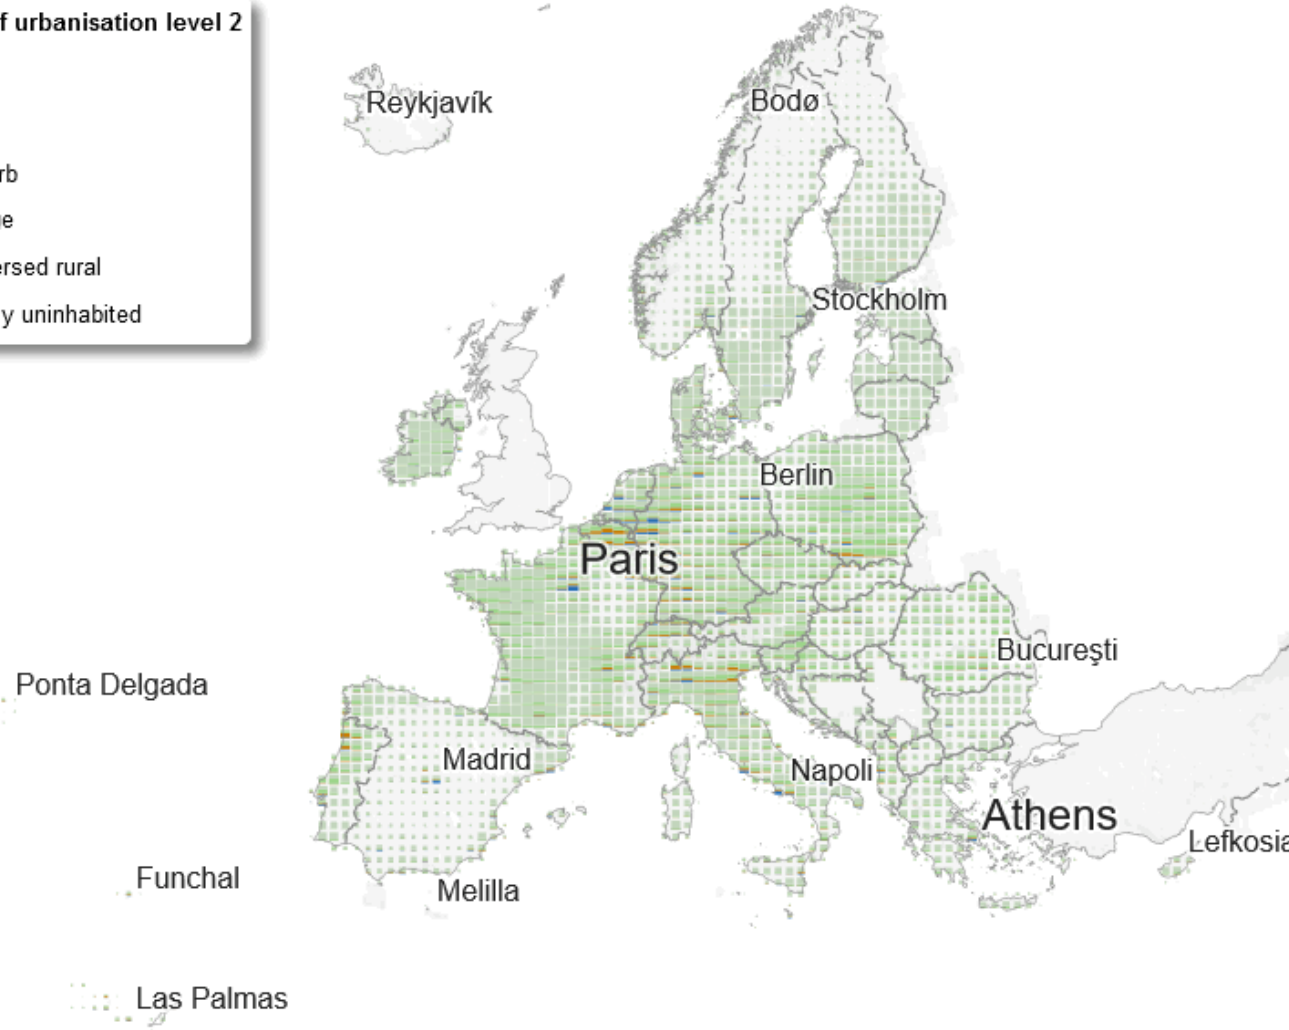 f urbanisation level 2
rb
e
ersed rural
y uninhabited
Reykjavík
Bodø
Stockholm
Berlin
Paris
Bucureşti
Ponta Delgada
Madrid
Napoli
Athens
Lefkosia
Funchal
Melilla
Las Palmas